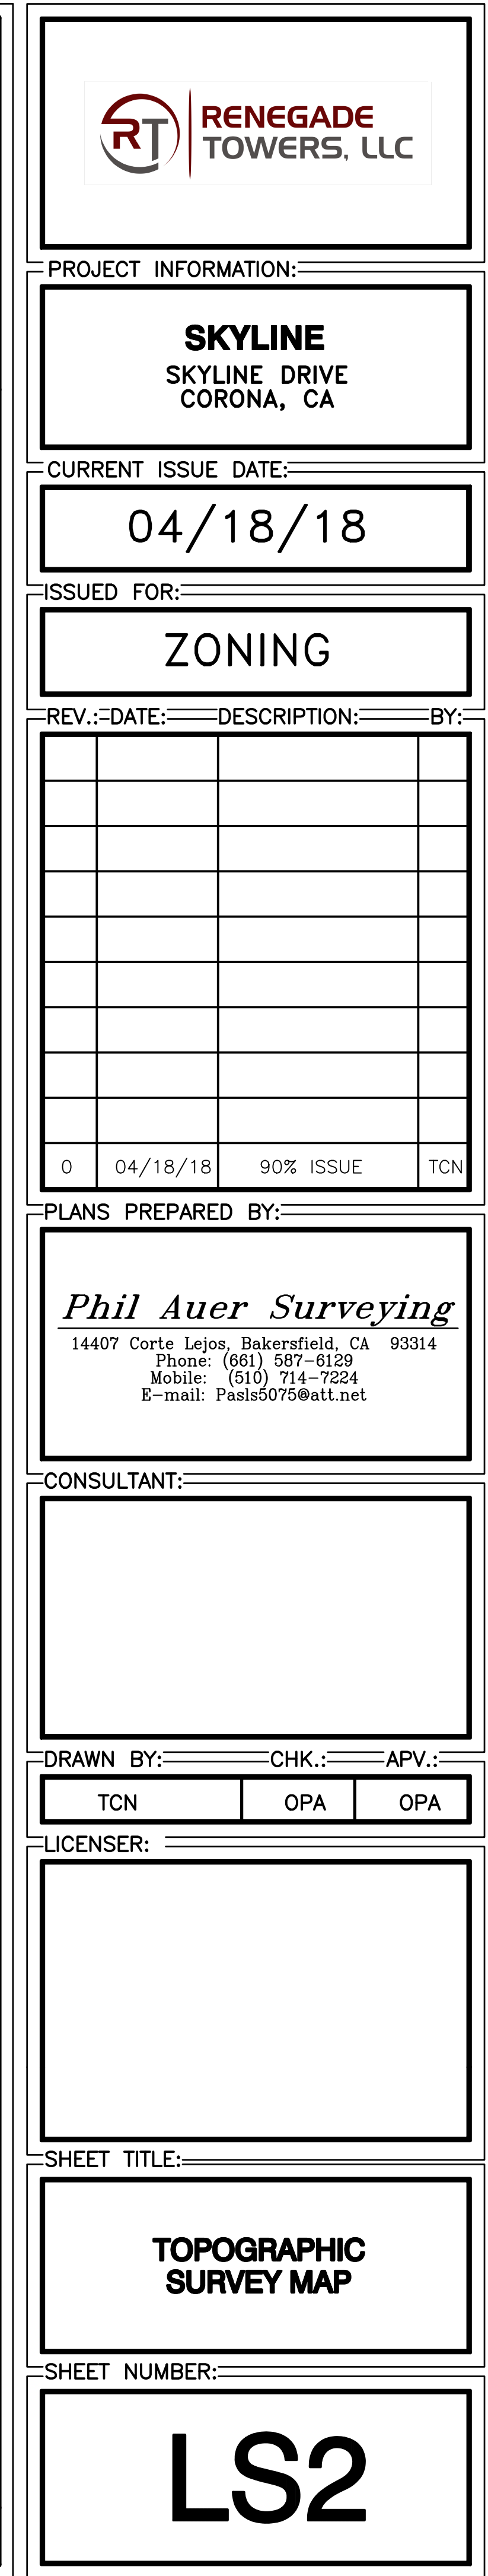 RT
RENEGADE
TOWERS, LLC
PROJECT INFORMATION:
SKYLINE
SKYLINE DRIVE
CORONA, CA
CURRENT ISSUE DATE:
04/18/18
ISSUED FOR:
ZONING
REV.: DATE: DESCRIPTION: BY:
0 04/18/18 90% ISSUE TCN
PLANS PREPARED BY:
Phil Auer Surveying
14407 Corte Lejos, Bakersfield, CA 93314
Phone: (661) 587-6129
Mobile: (510) 714-7224
E-mail: Pasls5075@att.net
CONSULTANT:
DRAWN BY: CHK.: APV.:
TCN OPA OPA
LICENSER:
SHEET TITLE:
TOPOGRAPHIC
SURVEY MAP
SHEET NUMBER:
LS2